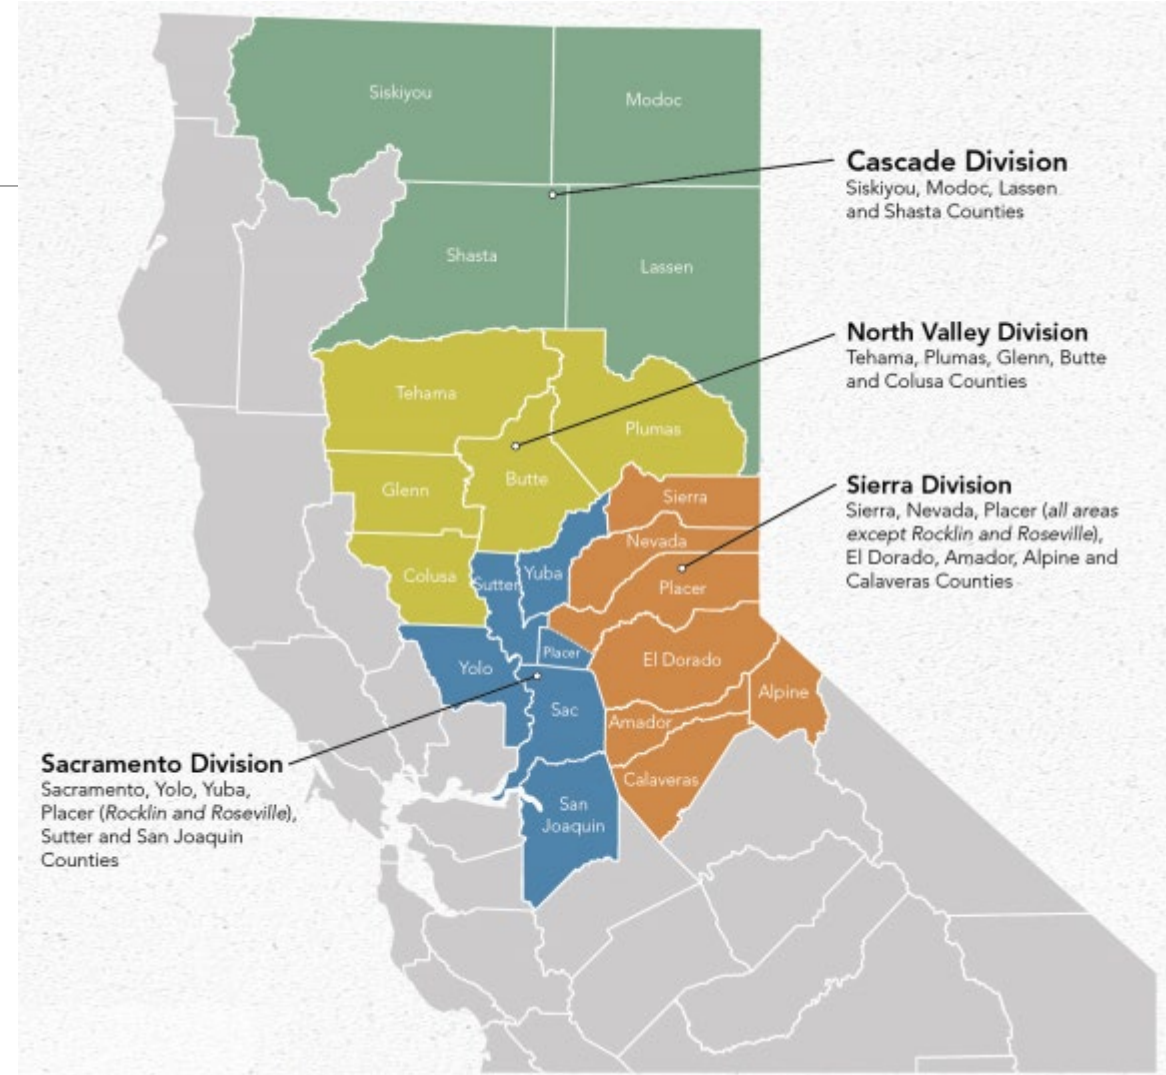 Siskiyou
Modoc
Cascade Division
Siskiyou, Modoc, Lassen
and Shasta Counties
Shasta
Lassen
North Valley Division
Tehama, Plumas, Glenn, Butte
and Colusa Counties
Tehama
Plumas
Glenn
Butte
Sierra Division
Sierra, Nevada, Placer (all areas
except Rocklin and Roseville),
El Dorado, Amador, Alpine and
Calaveras Counties
Sierra
Nevada
Colusa
Sutter
Yuba
Placer
Placer
Yolo
El Dorado
Alpine
Sac
Amador
Calaveras
Sacramento Division
Sacramento, Yolo, Yuba,
Placer (Rocklin and Roseville),
Sutter and San Joaquin
Counties
San
Joaquin